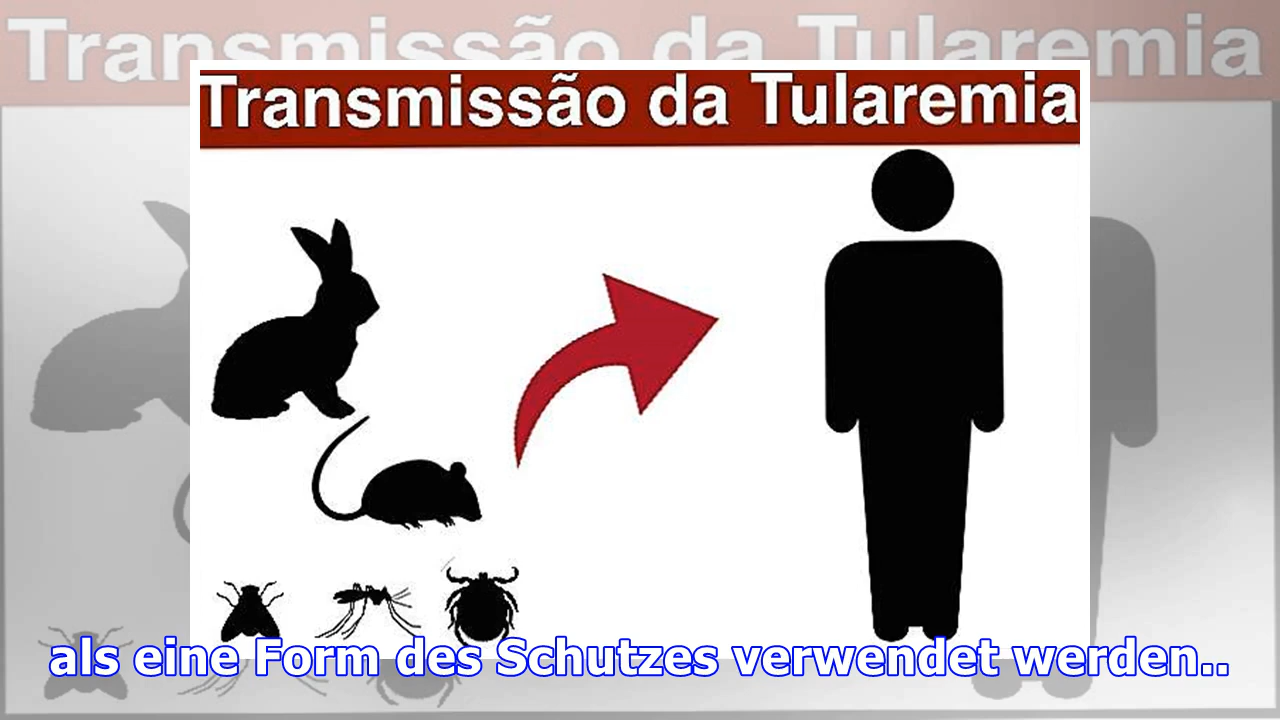 Transmissão da Tularemia
Transmissão da Tularemia
als eine Form des Schutzes verwendet werden..